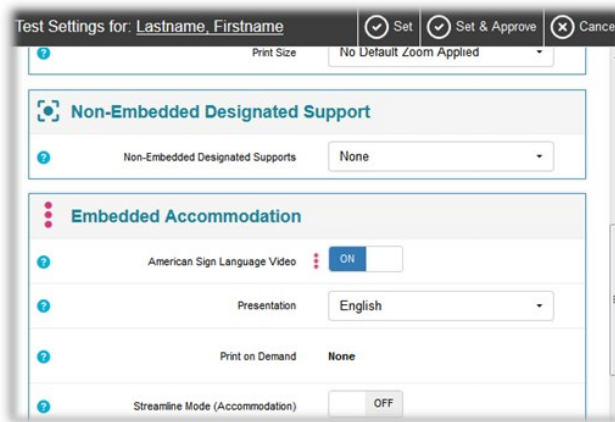 Test Settings for: Lastname, Firstname Set Set & Approve Cance
? Print Size No Default Zoom Applied
Non-Embedded Designated Support
? Non-Embedded Designated Supports None
Embedded Accommodation
? American Sign Language Video ON
? Presentation English
? Print on Demand None
? Streamline Mode (Accommodation) OFF